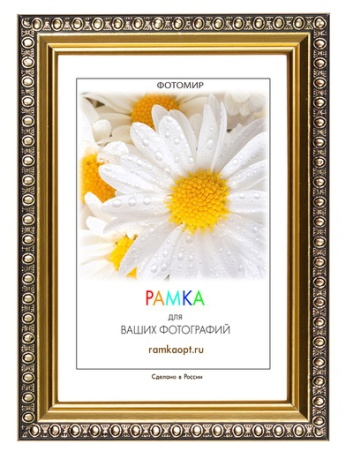 ФОТОМИР
РАМКА
для
ВАШИХ ФОТОГРАФИЙ
ramkaopt.ru
Сделано в России